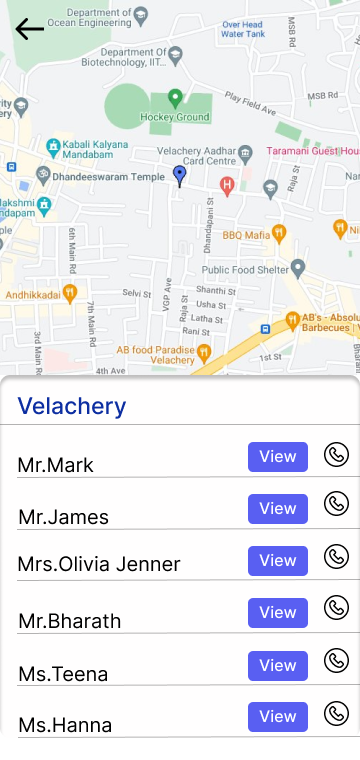 Department Of
Ocean Engineering
Over Head
Water Tank
MSB Rd
Department Of
Biotechnology, IIT...
MSB Rd
Play Field Ave
Hockey Ground
Kabali Kalyana
Mandabam
Velachery Aadhar
Card Centre
Taramani Guest Hous
Dhandeeswaram Temple
H
Raja St
Lakshmi
ndapam
Dhandapani St
6th Main Rd
BBQ Mafia
Ni
Public Food Shelter
Andhikkadai
Selvi St
VGP Ave
Raja St
Shanthi St
Usha St
Latha St
Rani St
7th Main Rd
3rd Main Rd
AB's - Absolu
Barbecues | V
AB food Paradise
Velachery
1st St
4th Ave
Velachery
Mr.Mark View
Mr.James View
Mrs.Olivia Jenner View
Mr.Bharath View
Ms.Teena View
Ms.Hanna View